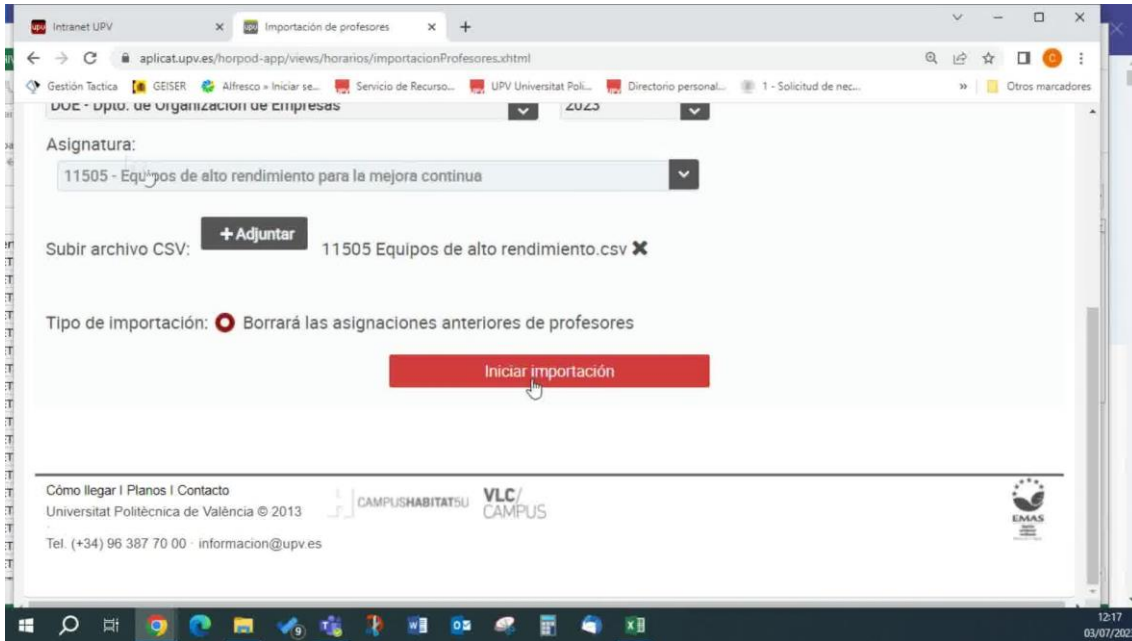 Intranet UPV
Importación de profesores
aplicat.upv.es/horpod-app/views/horarios/importacionProfesores.xhtml
Gestión Tactica GEISER Alfresco » Iniciar se... Servicio de Recurso... UPV Universitat Poli... Directorio personal... 1 - Solicitud de nec... » Otros marcadores
DOE - Dpto. de Organización de Empresas 2023
Asignatura:
11505 - Equipos de alto rendimiento para la mejora continua
Subir archivo CSV: + Adjuntar 11505 Equipos de alto rendimiento.csv
Tipo de importación: Borrará las asignaciones anteriores de profesores
Iniciar importación
Cómo llegar I Planos I Contacto
Universitat Politècnica de València © 2013
Tel. (+34) 96 387 70 00 · informacion@upv.es
CAMPUSHABITAT5U
VLC/
CAMPUS
EMAS
12:17
03/07/202